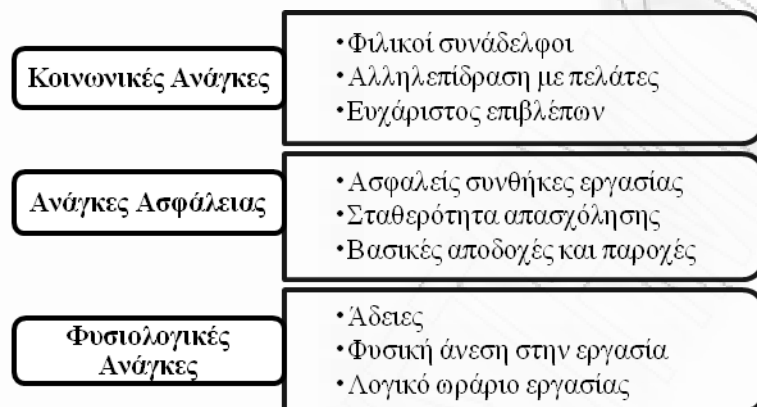 Κοινωνικές Ανάγκες
•Φιλικοί συνάδελφοι
•Αλληλεπίδραση με πελάτες
•Ευχάριστος επιβλέπων
Ανάγκες Ασφάλειας
•Ασφαλείς συνθήκες εργασίας
•Σταθερότητα απασχόλησης
•Βασικές αποδοχές και παροχές
Φυσιολογικές
Ανάγκες
•Άδειες
•Φυσική άνεση στην εργασία
•Λογικό ωράριο εργασίας